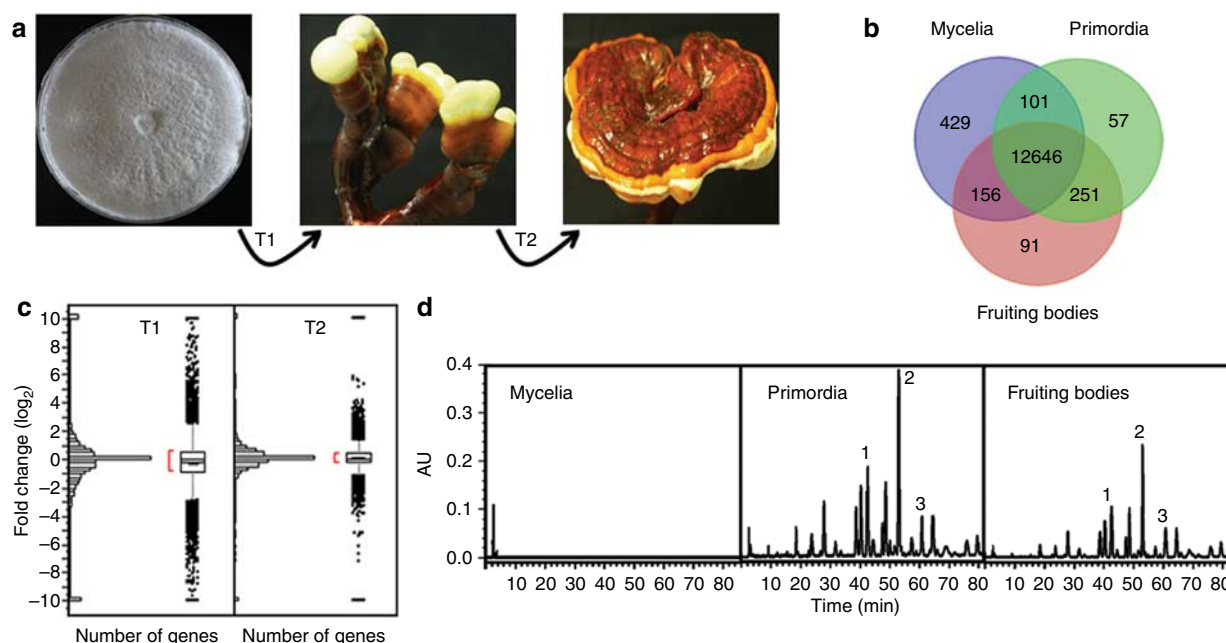 a
T1
T2
b
Mycelia
Primordia
429
101
57
12646
156
251
91
Fruiting bodies
c
Fold change (log2)
10
8
6
4
2
0
−2
−4
−6
−8
−10
T1
T2
Number of genes
Number of genes
d
AU
0.4
0.3
0.2
0.1
0.0
Mycelia
Primordia
1
2
3
Fruiting bodies
1
2
3
10 20 30 40 50 60 70 80
10 20 30 40 50 60 70 80
10 20 30 40 50 60 70 80
Time (min)